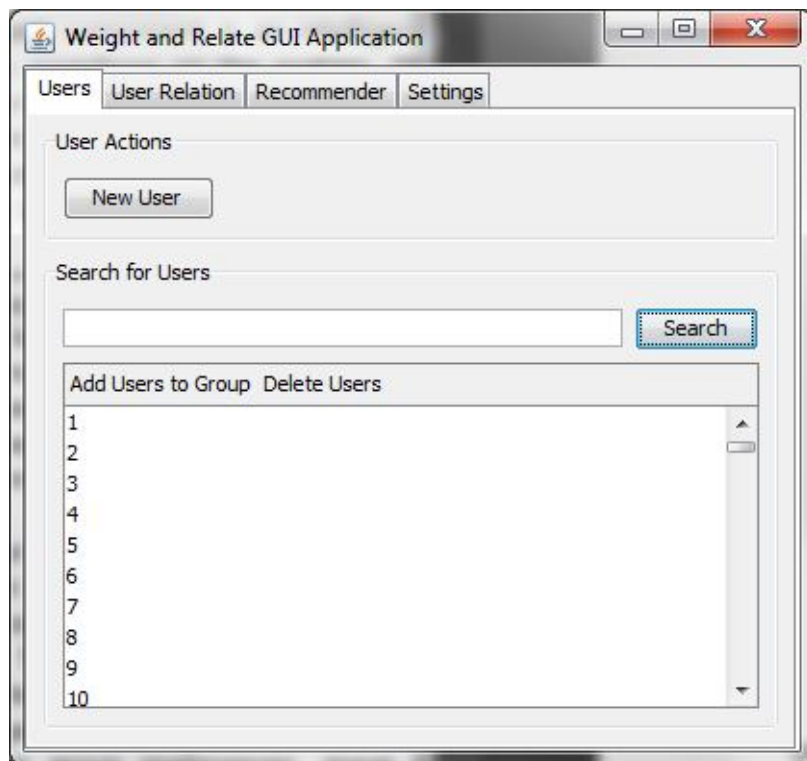 Weight and Relate GUI Application
Users User Relation Recommender Settings
User Actions
New User
Search for Users
Search
Add Users to Group Delete Users
1
2
3
4
5
6
7
8
9
10